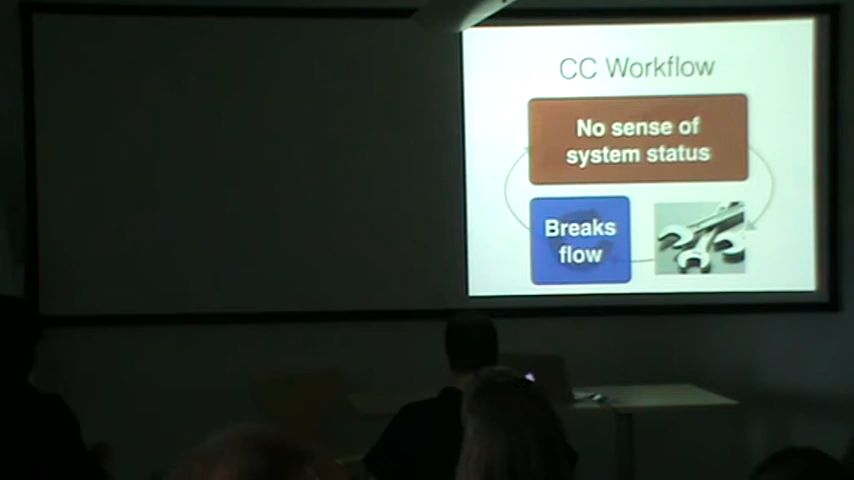 CC Workflow
No sense of
system status
Breaks
flow